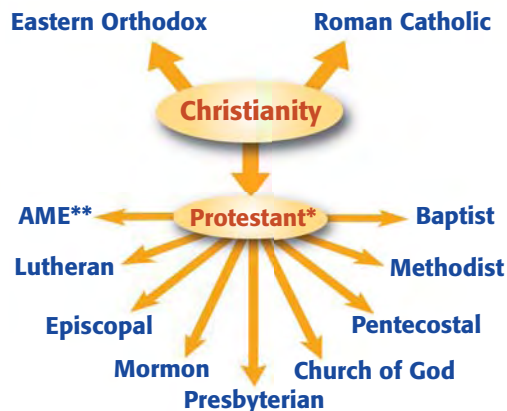 Eastern Orthodox
Roman Catholic
Christianity
Protestant*
AME**
Baptist
Lutheran
Methodist
Episcopal
Pentecostal
Mormon
Church of God
Presbyterian